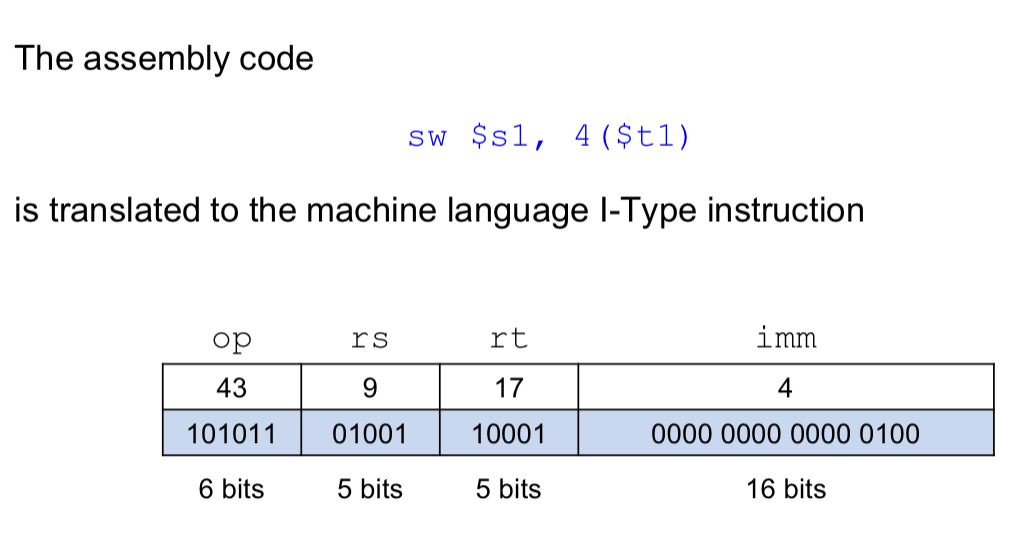 The assembly code
sw $s1, 4($t1)
is translated to the machine language I-Type instruction
op rs rt imm
43 9 17 4
101011 01001 10001 0000 0000 0000 0100
6 bits 5 bits 5 bits 16 bits